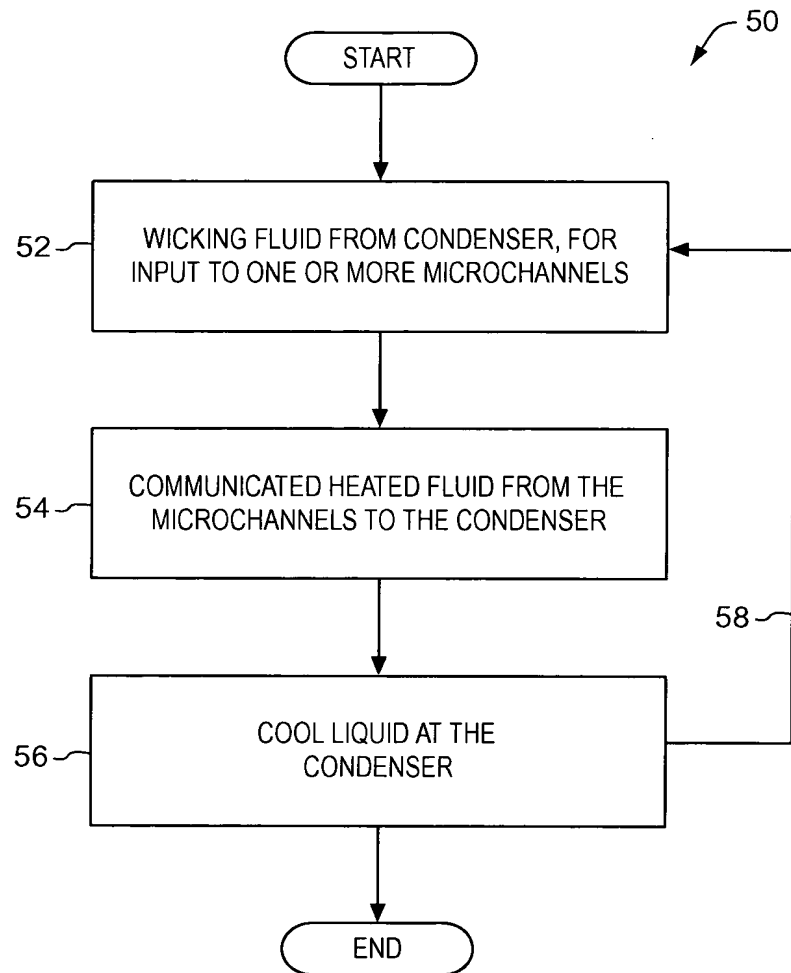 50
START
52
WICKING FLUID FROM CONDENSER, FOR
INPUT TO ONE OR MORE MICROCHANNELS
54
COMMUNICATED HEATED FLUID FROM THE
MICROCHANNELS TO THE CONDENSER
58
56
COOL LIQUID AT THE
CONDENSER
END